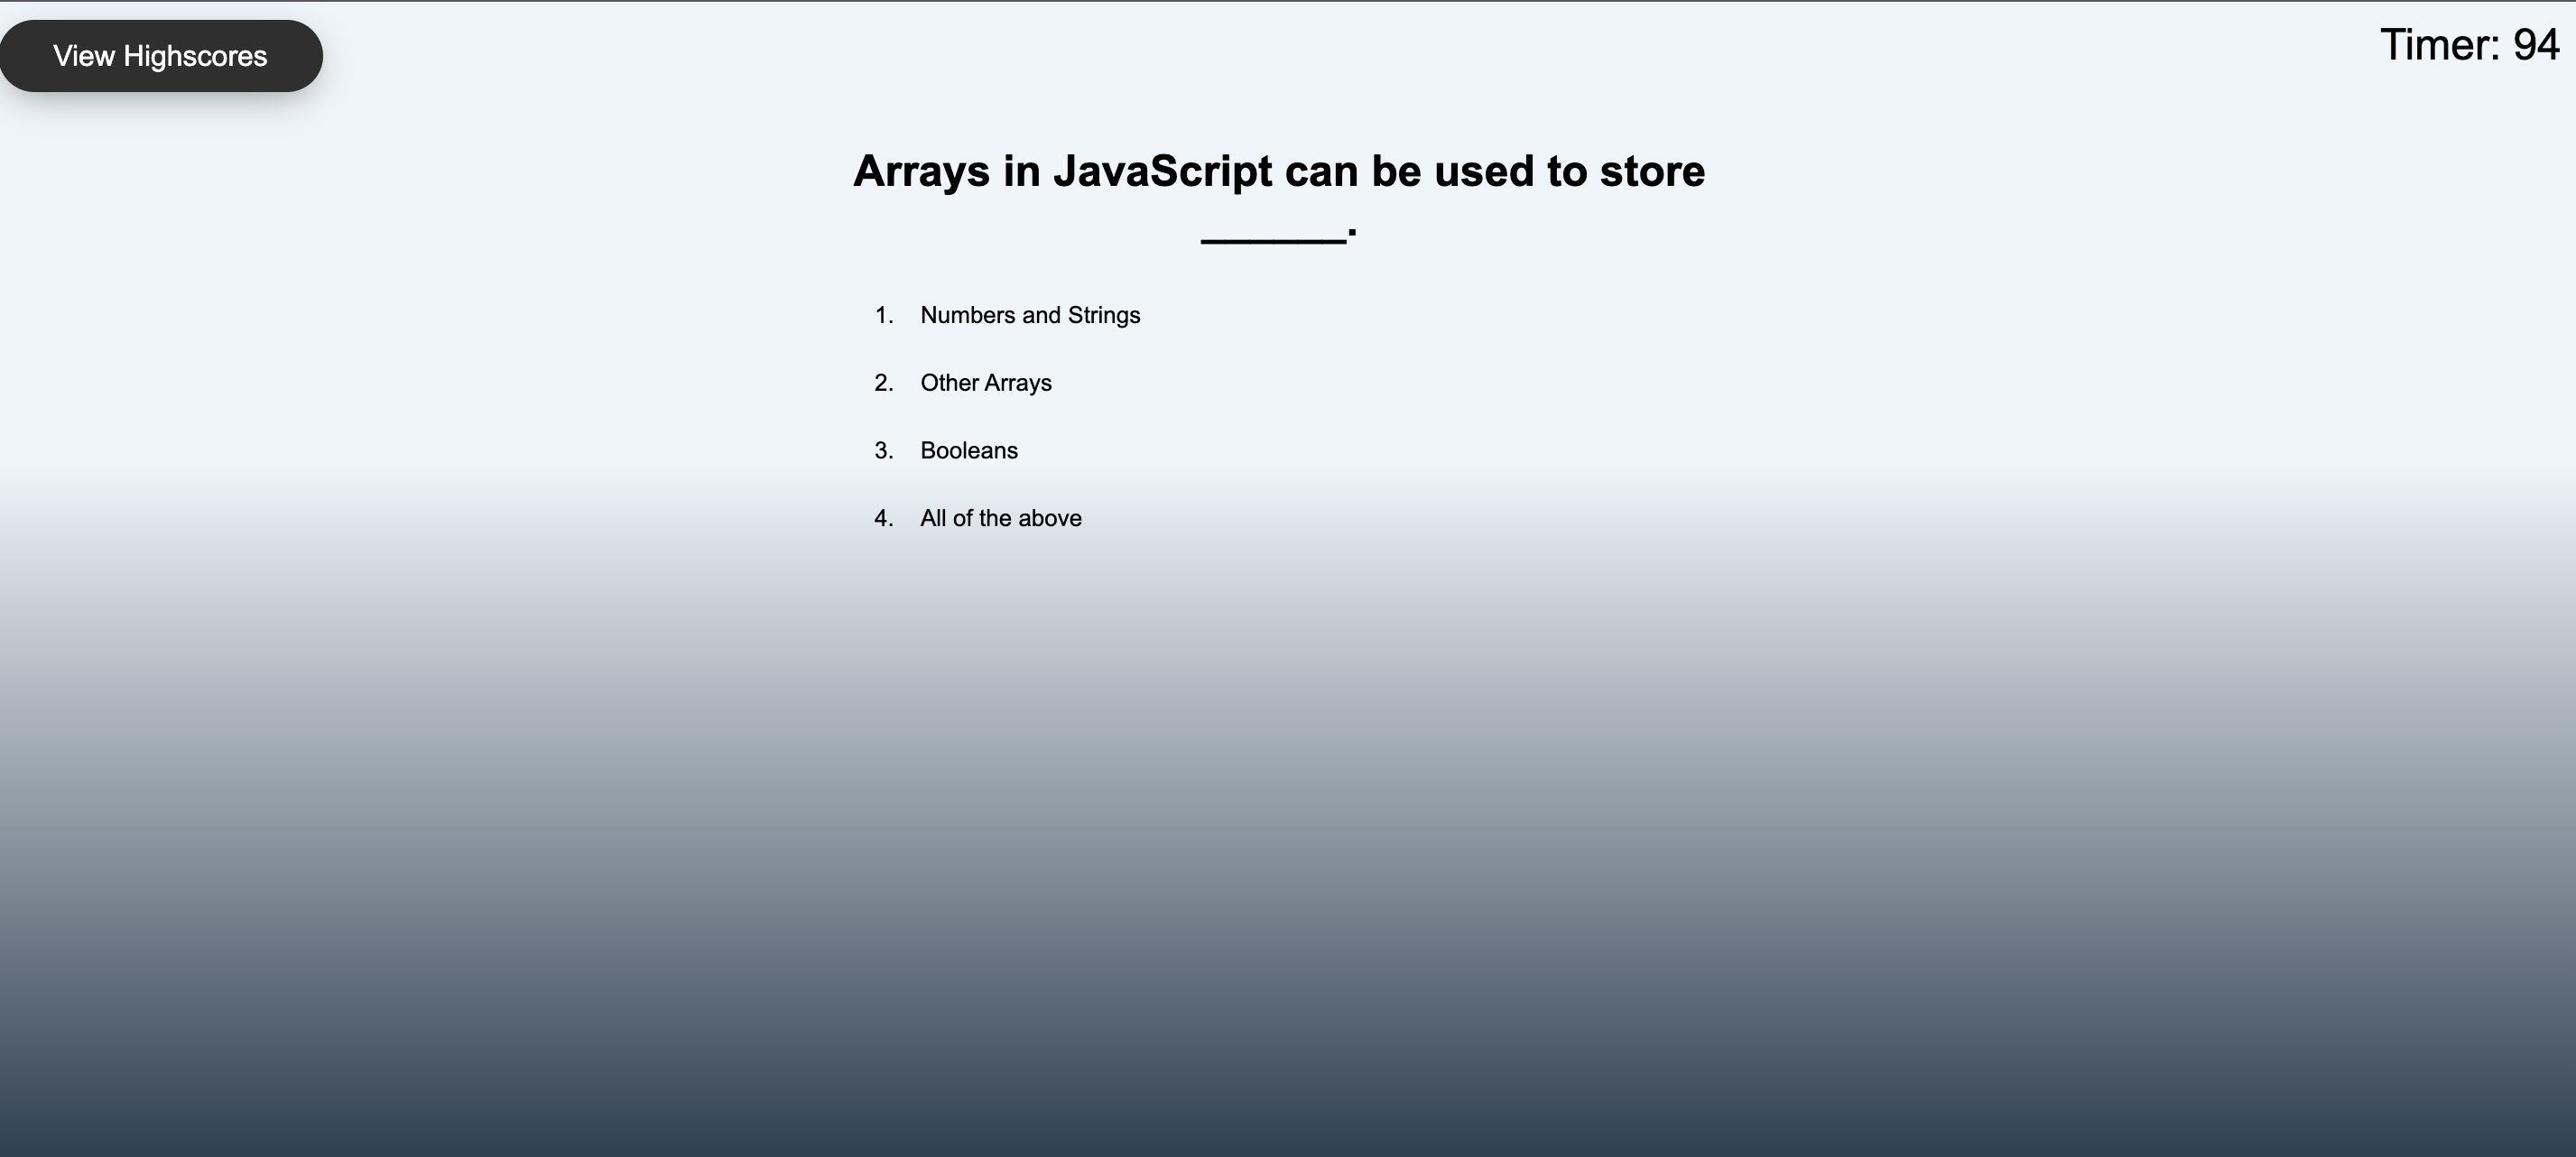 View Highscores
Timer: 94
Arrays in JavaScript can be used to store
______.
1. Numbers and Strings
2. Other Arrays
3. Booleans
4. All of the above